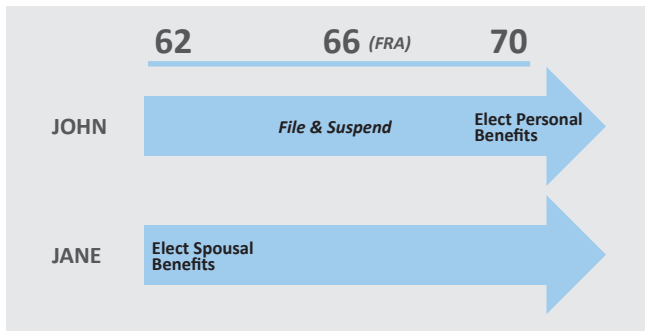 62 66 (FRA) 70
JOHN
File & Suspend
Elect Personal
Benefits
JANE
Elect Spousal
Benefits